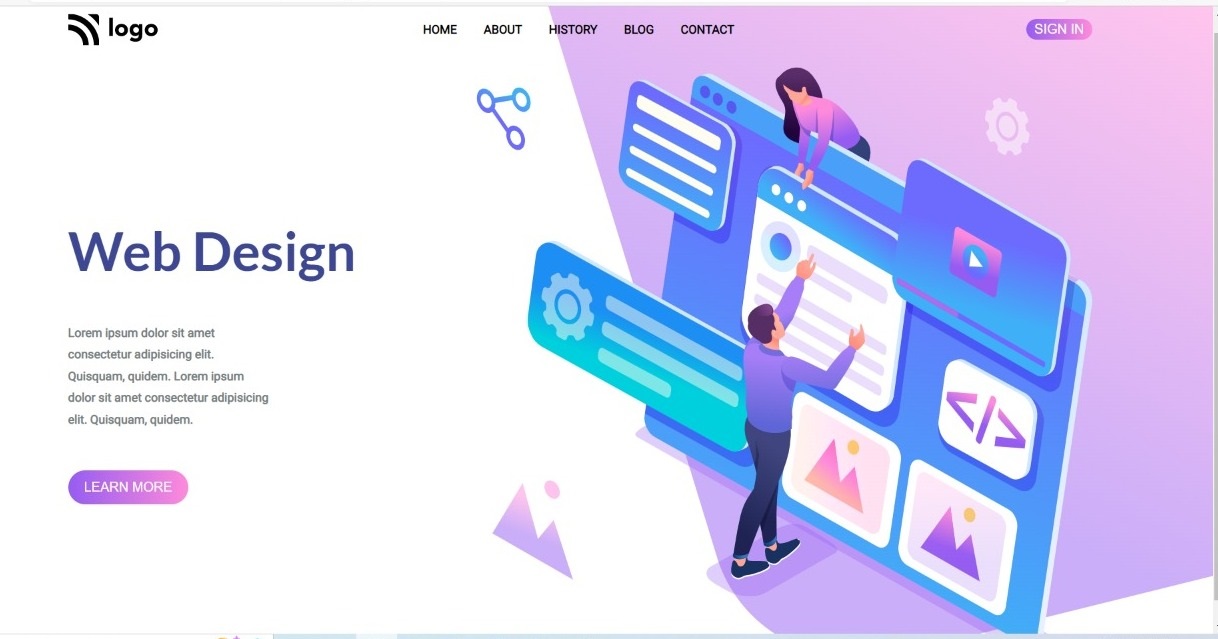 logo
HOME
ABOUT
HISTORY
BLOG
CONTACT
SIGN IN
Web Design
Lorem ipsum dolor sit amet
consectetur adipisicing elit.
Quisquam, quidem. Lorem ipsum
dolor sit amet consectetur adipisicing
elit. Quisquam, quidem.
LEARN MORE
</>